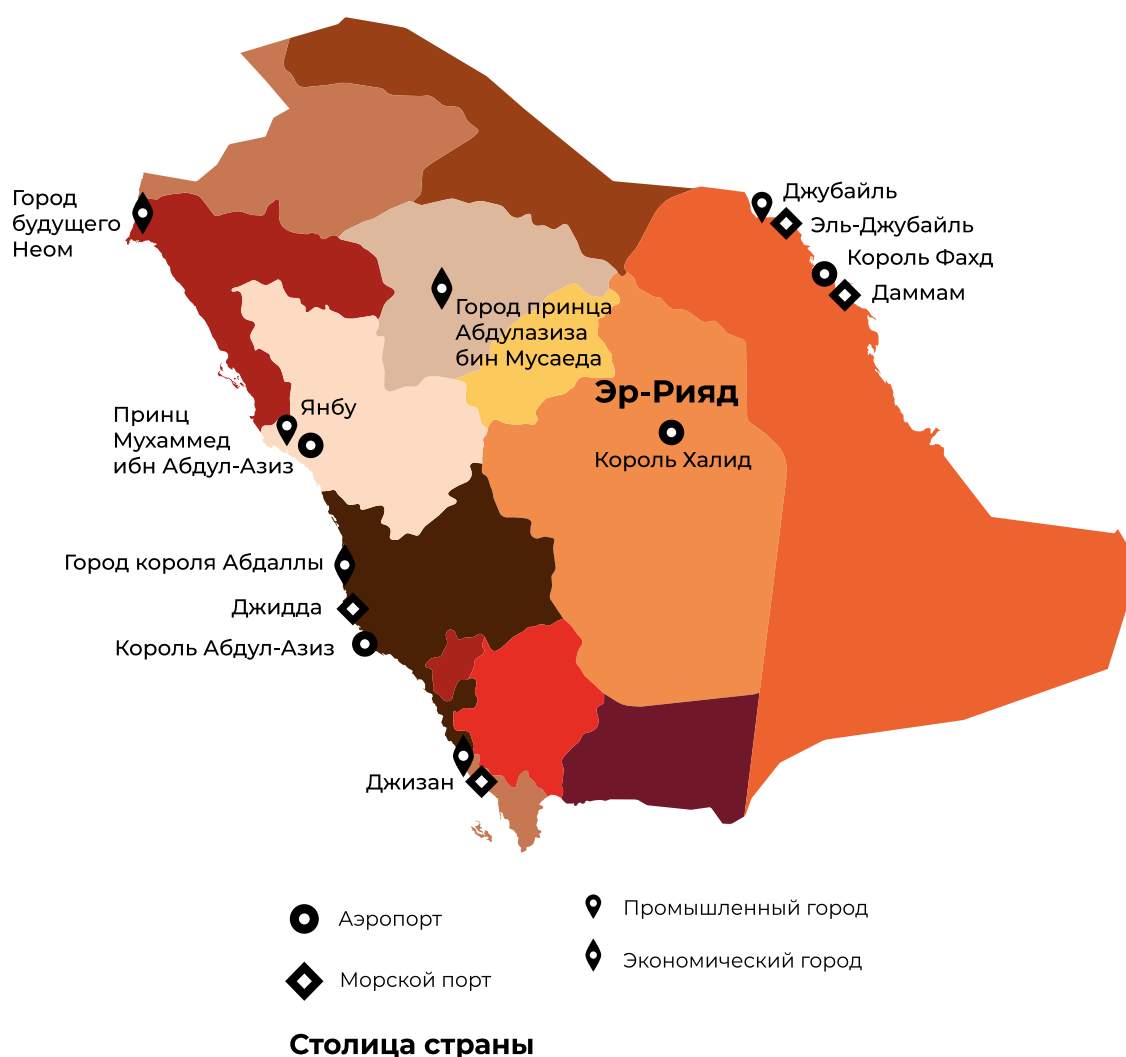 Джубайль
Город
будущего
Неом
Эль-Джубайль
Король Фахд
Даммам
Город принца
Абдулазиза
бин Мусаеда
Эр-Рияд
Король Халид
Янбу
Принц
Мухаммед
ибн Абдул-Азиз
Город короля Абдаллы
Джидда
Король Абдул-Азиз
Джизан
Аэропорт
Морской порт
Промышленный город
Экономический город
Столица страны